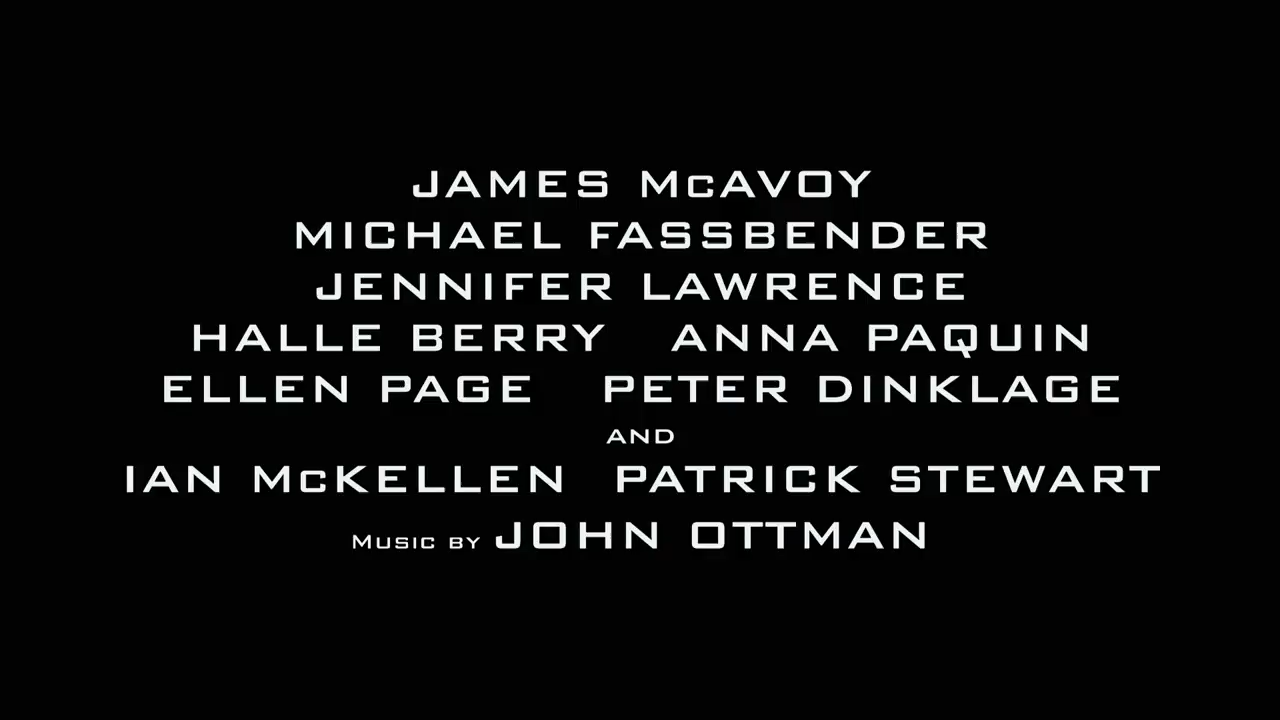 JAMES McAVOY
MICHAEL FASSBENDER
JENNIFER LAWRENCE
HALLE BERRY ANNA PAQUIN
ELLEN PAGE PETER DINKLAGE
AND
IAN McKELLEN PATRICK STEWART
MUSIC BY JOHN OTTMAN